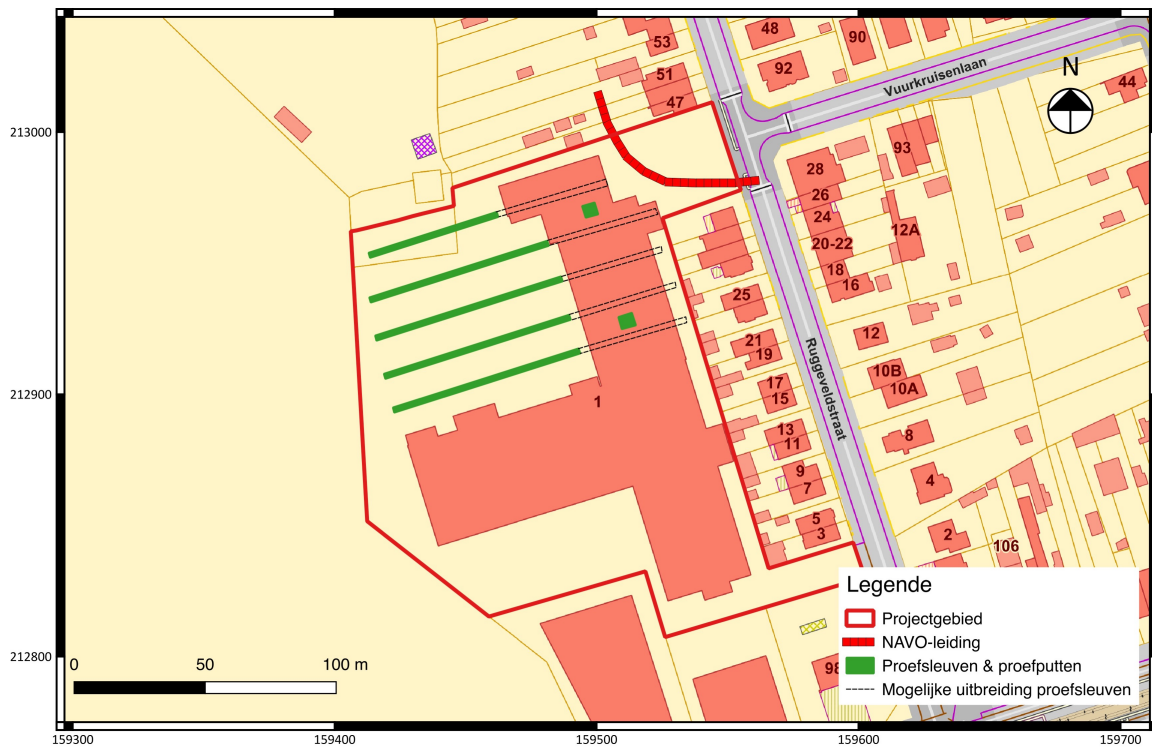 48
90
53
92
Vuurkruisenlaan
N
51
44
47
213000
93
28
26
24
12A
20-22
18
16
25
12
21
19
10B
17
10A
15
212900
1
Ruggeveldstraat
13
11
8
9
7
4
5
3
2
106
Legende
Projectgebied
NAVO-leiding
Proefsleuven & proefputten
Mogelijke uitbreiding proefsleuven
98
212800
0 50 100 m
159300 159400 159500 159600 159700